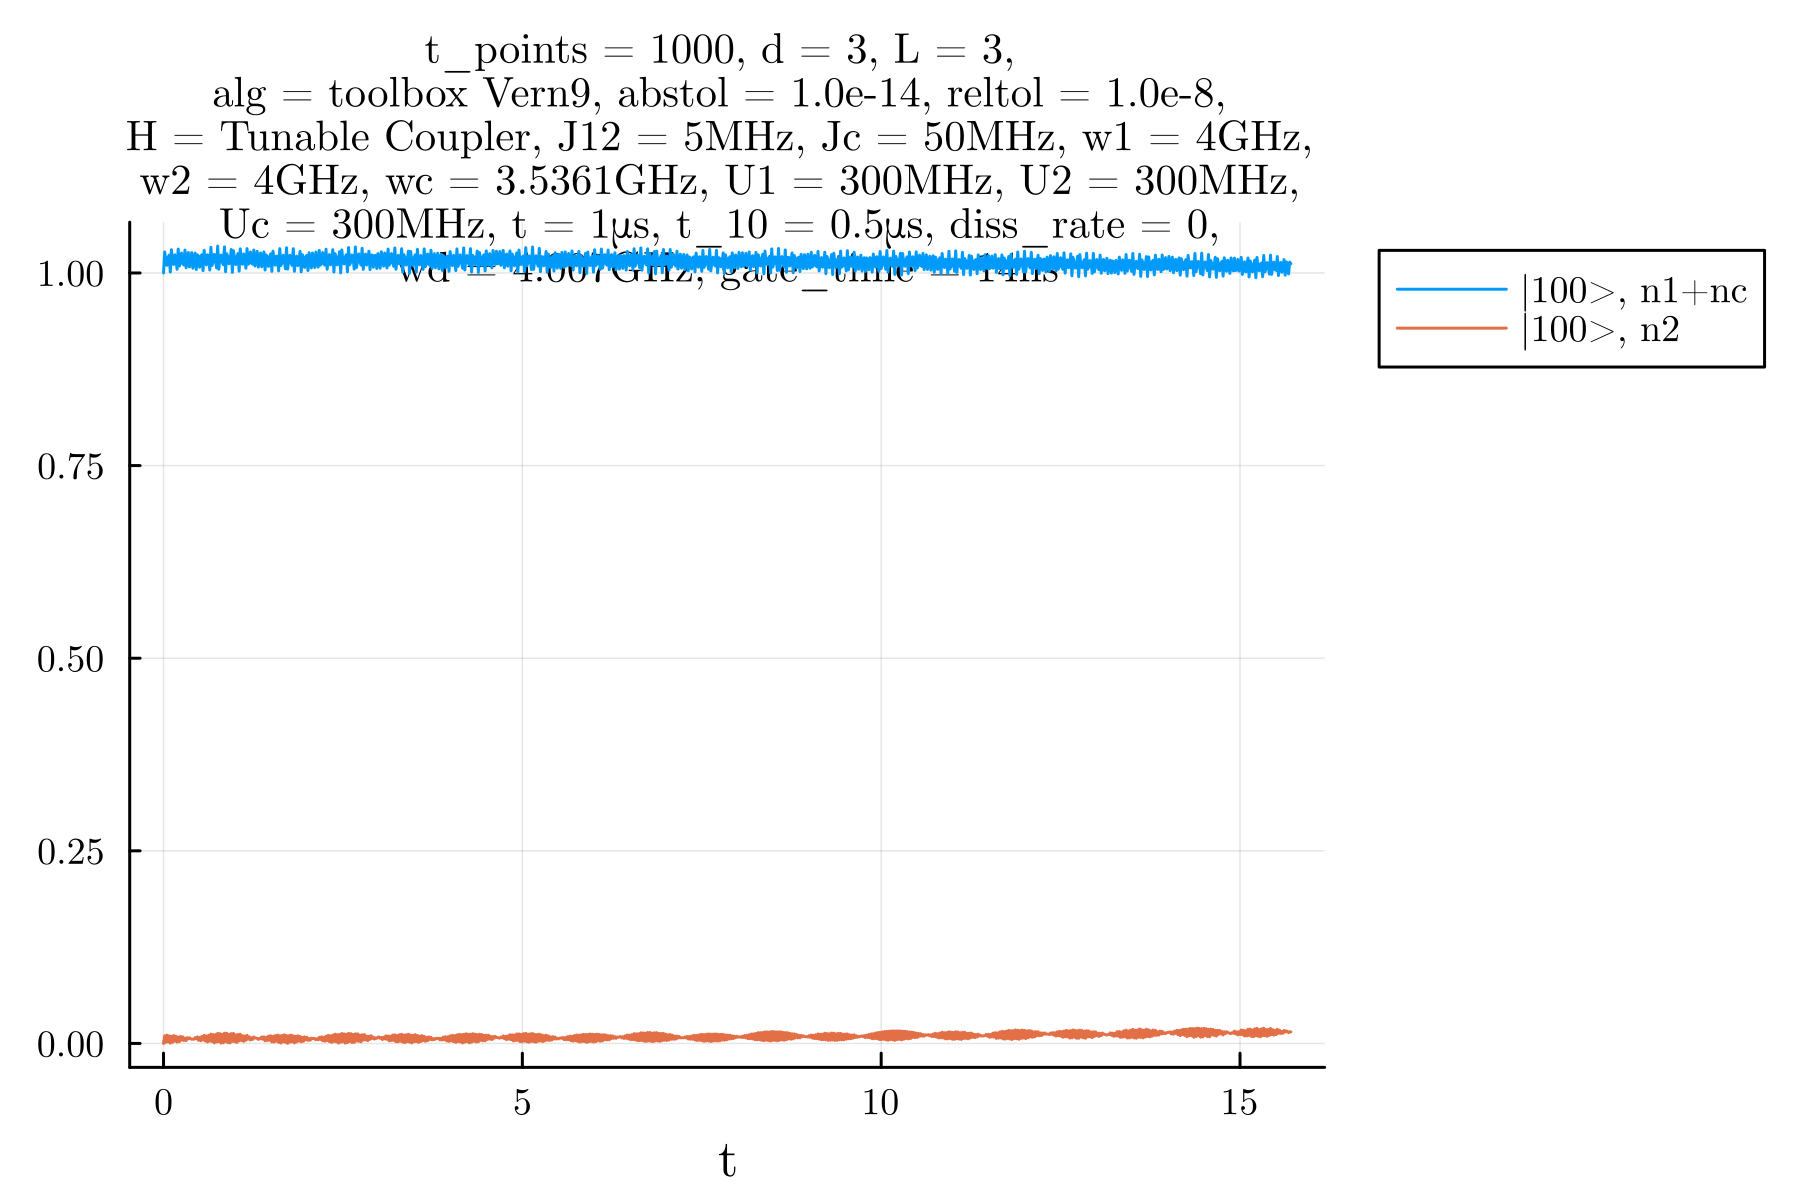 t_points = 1000, d = 3, L = 3,
alg = toolbox Vern9, abstol = 1.0e-14, reltol = 1.0e-8,
H = Tunable Coupler, J12 = 5MHz, Jc = 50MHz, w1 = 4GHz,
w2 = 4GHz, wc = 3.5361GHz, U1 = 300MHz, U2 = 300MHz,
Uc = 300MHz, t = 1μs, t_10 = 0.5μs, diss_rate = 0,
wd = gate_time = 14ns
1.00
|100>, n1+nc
|100>, n2
0.75
0.50
0.25
0.00
0 5 10 15
t